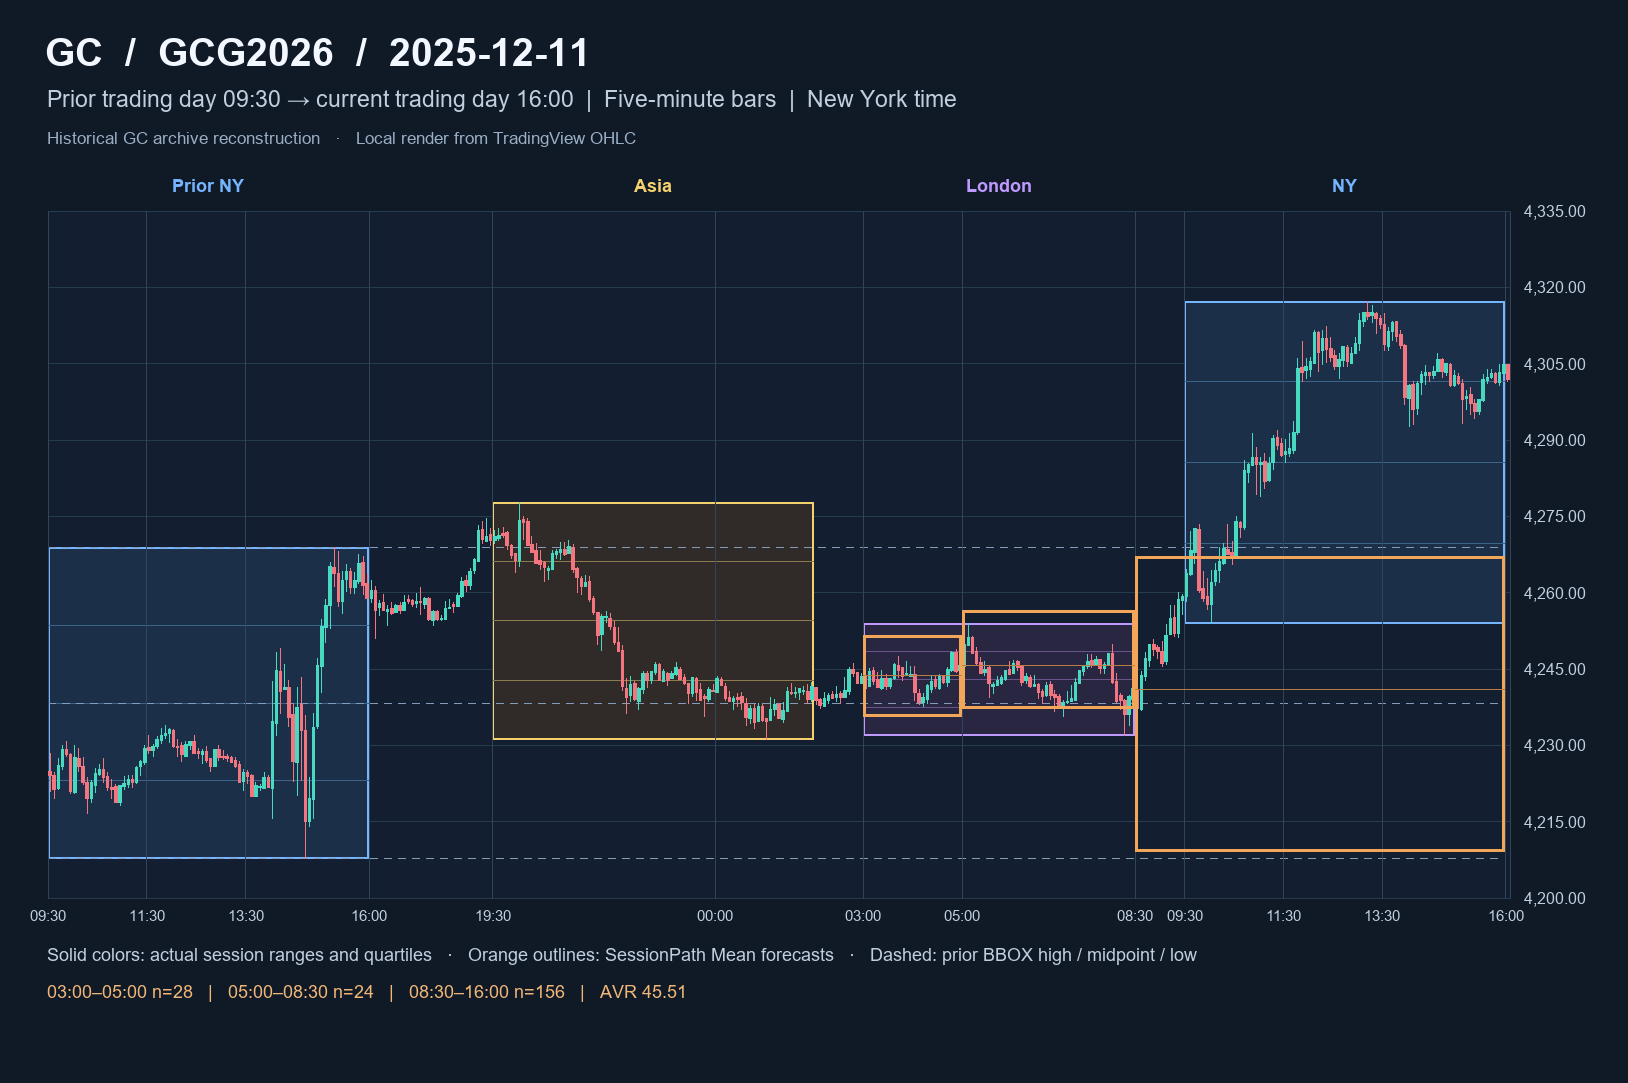 GC / GCG2026 / 2025-12-11
Prior trading day 09:30 → current trading day 16:00 | Five-minute bars | New York time
Historical GC archive reconstruction · Local render from TradingView OHLC
Prior NY
Asia
London
NY
4,335.00
4,320.00
4,305.00
4,290.00
4,275.00
4,260.00
4,245.00
4,230.00
4,215.00
4,200.00
09:30 11:30 13:30 16:00 19:30 00:00 03:00 05:00 08:30 09:30 11:30 13:30 16:00
Solid colors: actual session ranges and quartiles · Orange outlines: SessionPath Mean forecasts · Dashed: prior BBOX high / midpoint / low
03:00–05:00 n=28 | 05:00–08:30 n=24 | 08:30–16:00 n=156 | AVR 45.51